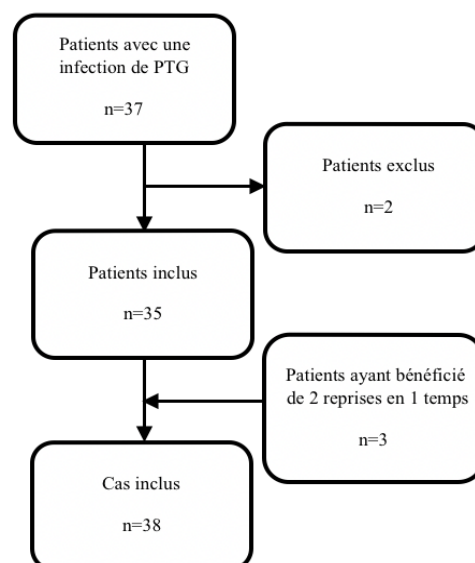 Patients avec une
infection de PTG
n=37
Patients exclus
n=2
Patients inclus
n=35
Patients ayant bénéficié
de 2 reprises en 1 temps
n=3
Cas inclus
n=38